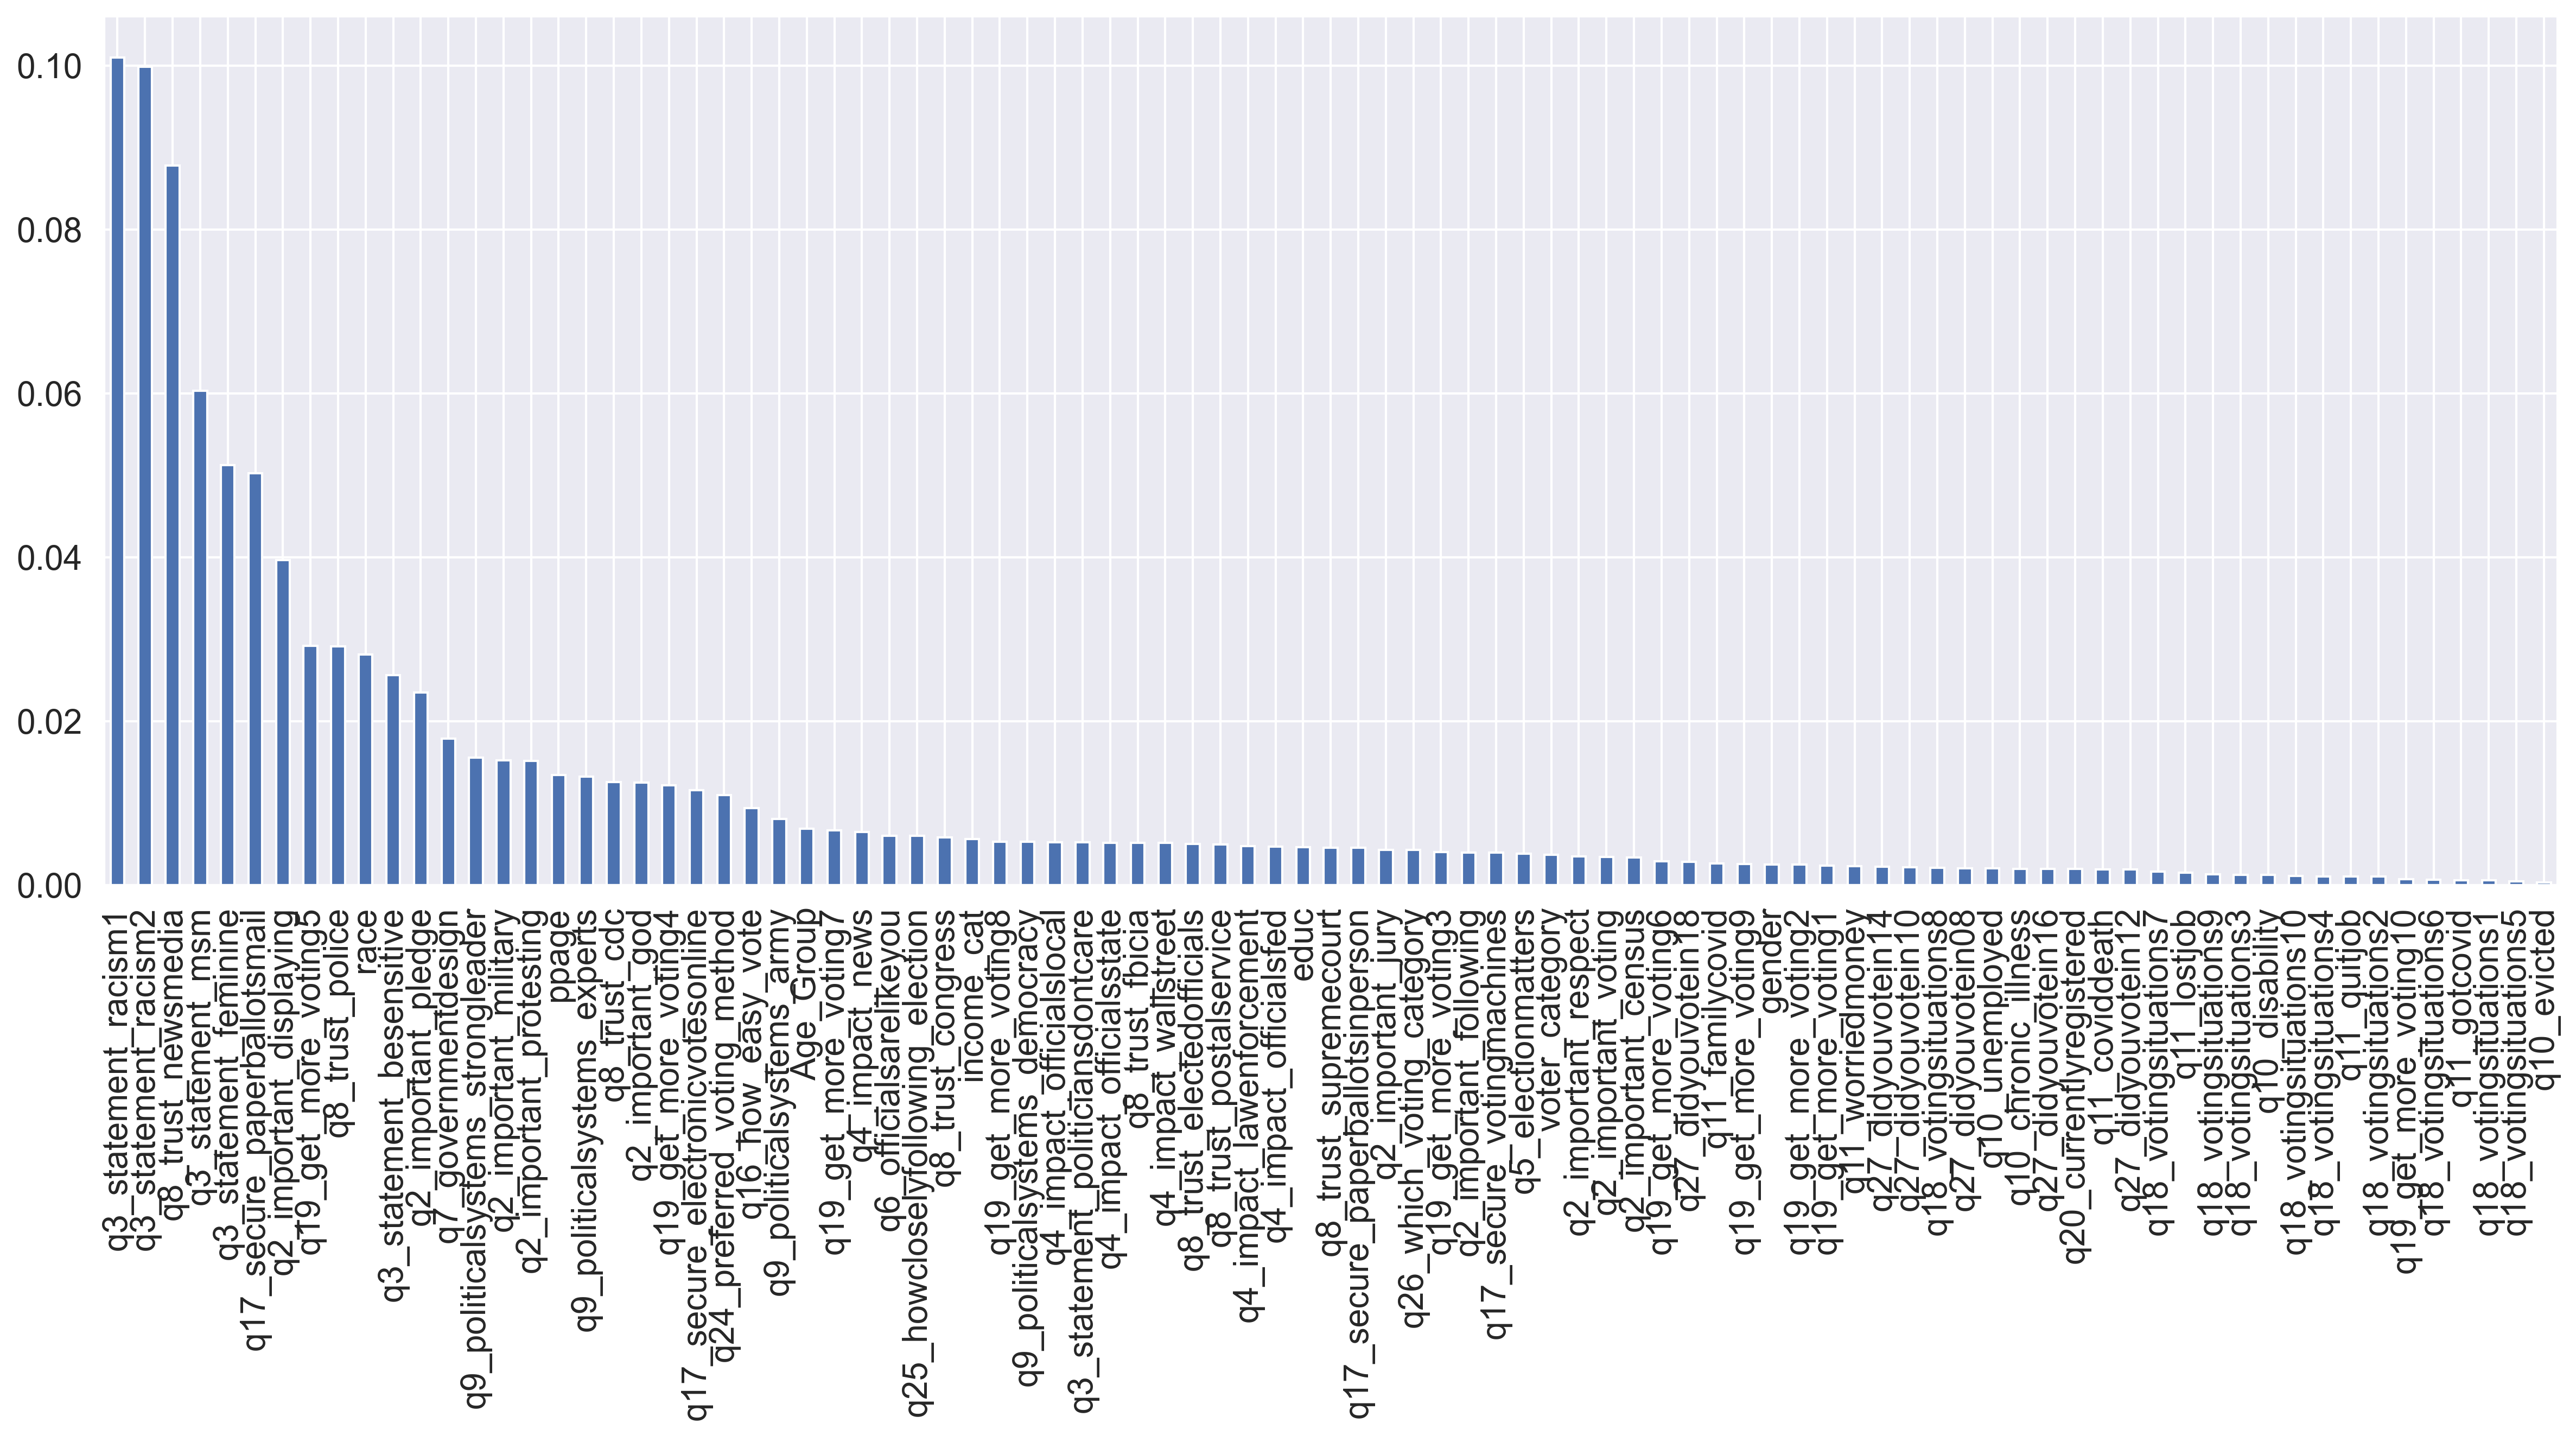 0.10
0.08
0.06
0.04
0.02
0.00
q3_statement_racism1
q3_statement_racism2
q8_trust_newsmedia
q3_statement_msm
q3_statement_feminine
q17_secure_paperballotsmail
q2_important_displaying
q19_get_more_voting5
q8_trust_police
race
q3_statement_besensitive
q2_important_pledge
q7_governmentdesign
q9_politicalsystems_strongleader
q2_important_military
q2_important_protesting
ppage
q9_politicalsystems_experts
q8_trust_cdc
q2_important_god
q19_get_more_voting4
q17_secure_electronicvotesonline
q24_preferred_voting_method
q16_how_easy_vote
q9_politicalsystems_army
Age_Group
q19_get_more_voting7
q4_impact_news
q6_officialsarelikeyou
q25_howcloselyfollowing_election
q8_trust_congress
income_cat
q19_get_more_voting8
q9_politicalsystems_democracy
q4_impact_officialslocal
q3_statement_politiciansdontcare
q4_impact_officialsstate
q8_trust_fbicia
q4_impact_wallstreet
q8_trust_electedofficials
q8_trust_postalservice
q4_impact_lawenforcement
q4_impact_officialsfed
educ
q8_trust_supremecourt
q17_secure_paperballotsinperson
q2_important_jury
q26_which_voting_category
q19_get_more_voting3
q2_important_following
q17_secure_votingmachines
q5_electionmatters
voter_category
q2_important_respect
q2_important_voting
q2_important_census
q19_get_more_voting6
q27_didyouvotein18
q11_familycovid
q19_get_more_voting9
gender
q19_get_more_voting2
q19_get_more_voting1
q11_worriedmoney
q27_didyouvotein14
q27_didyouvotein10
q18_votingsituations8
q27_didyouvotein08
q10_unemployed
q10_chronic_illness
q27_didyouvotein16
q20_currentlyregistered
q11_coviddeath
q27_didyouvotein12
q18_votingsituations7
q11_lostjob
q18_votingsituations9
q18_votingsituations3
q10_disability
q18_votingsituations10
q18_votingsituations4
q11_quitjob
q18_votingsituations2
q19_get_more_voting10
q18_votingsituations6
q11_gotcovid
q18_votingsituations1
q18_votingsituations5
q10_evicted